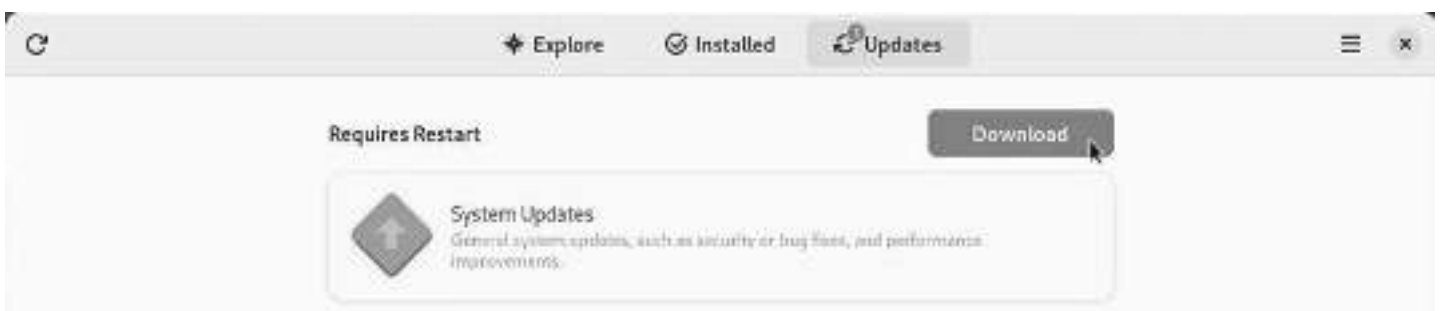 Explore
Installed
Updates
Requires Restart
Download
System Updates
General system updates, such as security or bug fixes, and performance
improvements.